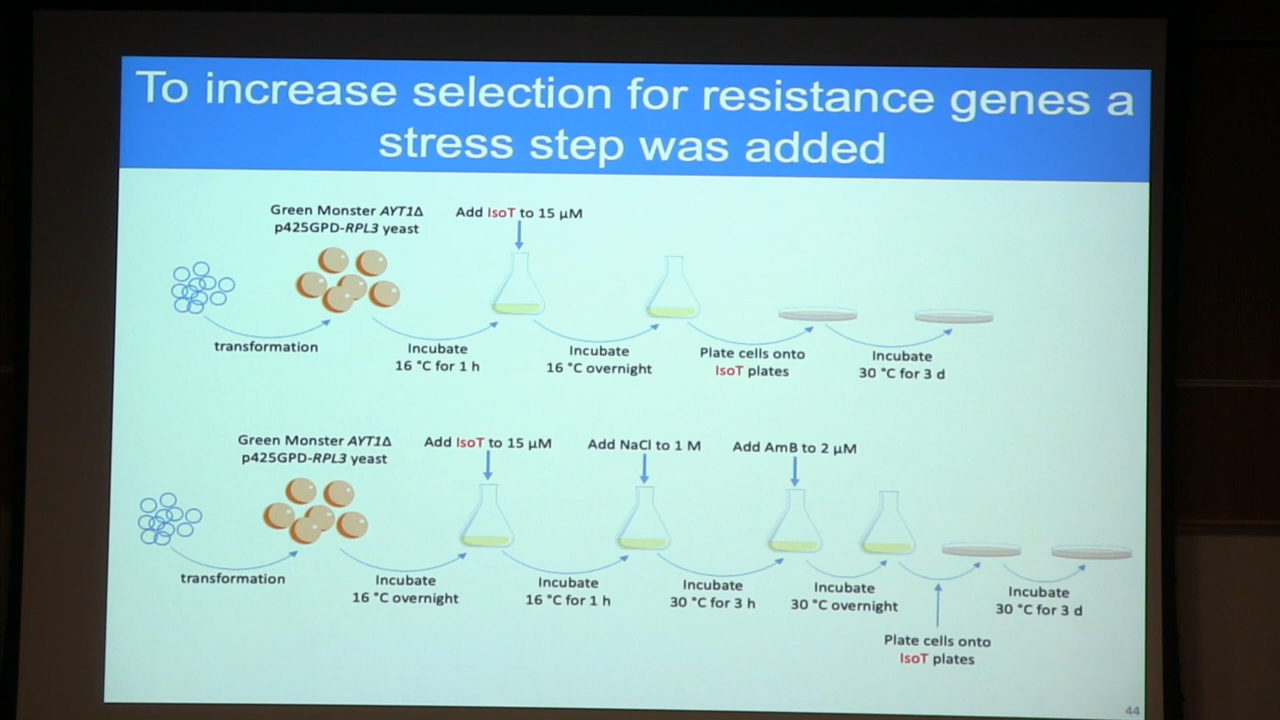 To increase selection for resistance genes a
stress step was added
Green Monster AYT1Δ
p425GPD-RPL3 yeast
Add IsoT to 15 µM
transformation
Incubate
16 °C for 1 h
Incubate
16 °C overnight
Plate cells onto
IsoT plates
Incubate
30 °C for 3 d
Green Monster AYT1Δ
p425GPD-RPL3 yeast
Add IsoT to 15 µM
Add NaCl to 1 M
Add AmB to 2 µM
transformation
Incubate
16 °C overnight
Incubate
16 °C for 1 h
Incubate
30 °C for 3 h
Incubate
30 °C overnight
Plate cells onto
IsoT plates
Incubate
30 °C for 3 d
44